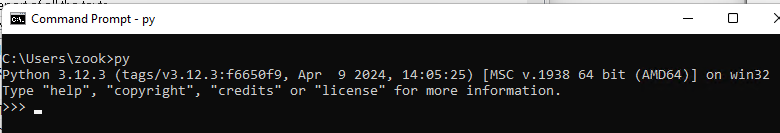 Command Prompt - py
C:\Users\zook>py
Python 3.12.3 (tags/v3.12.3:f6650f9, Apr  9 2024, 14:05:25) [MSC v.1938 64 bit (AMD64)] on win32
Type "help", "copyright", "credits" or "license" for more information.
>>>